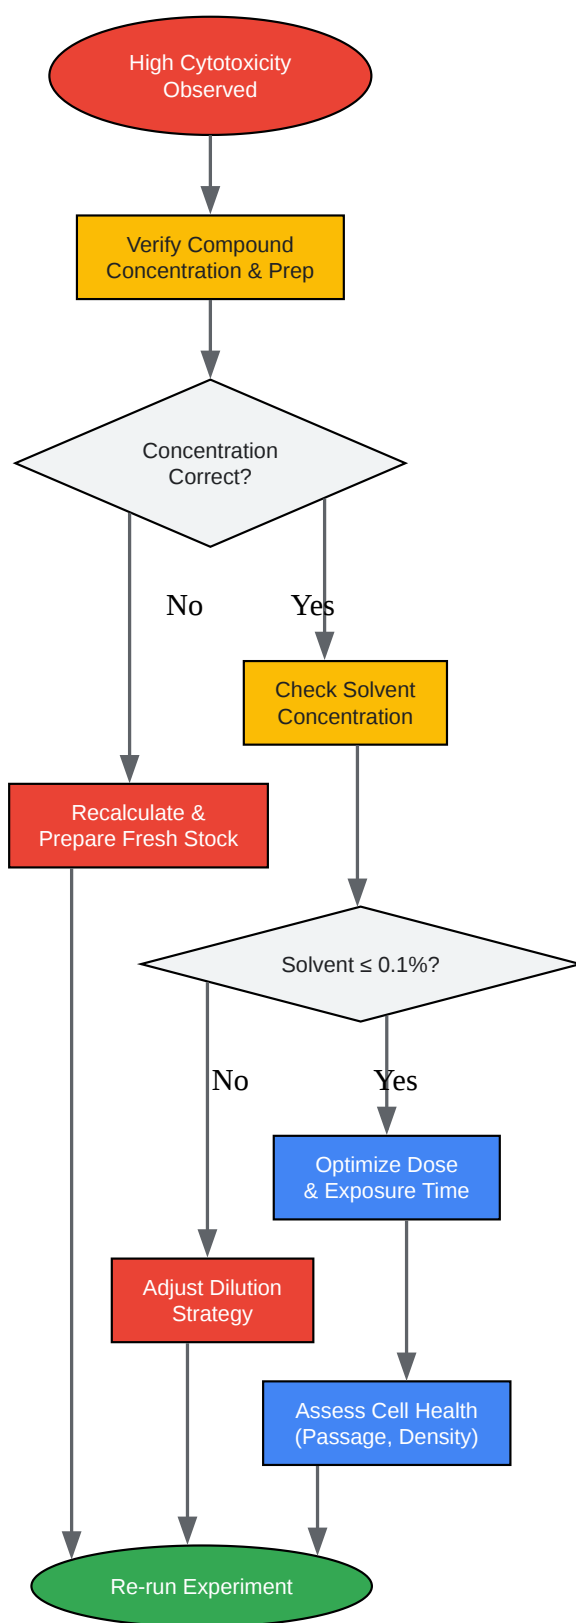 High Cytotoxicity
Observed
Verify Compound
Concentration & Prep
Concentration
Correct?
No
Yes
Check Solvent
Concentration
Recalculate &
Prepare Fresh Stock
Solvent ≤ 0.1%?
No
Yes
Optimize Dose
& Exposure Time
Adjust Dilution
Strategy
Assess Cell Health
(Passage, Density)
Re-run Experiment